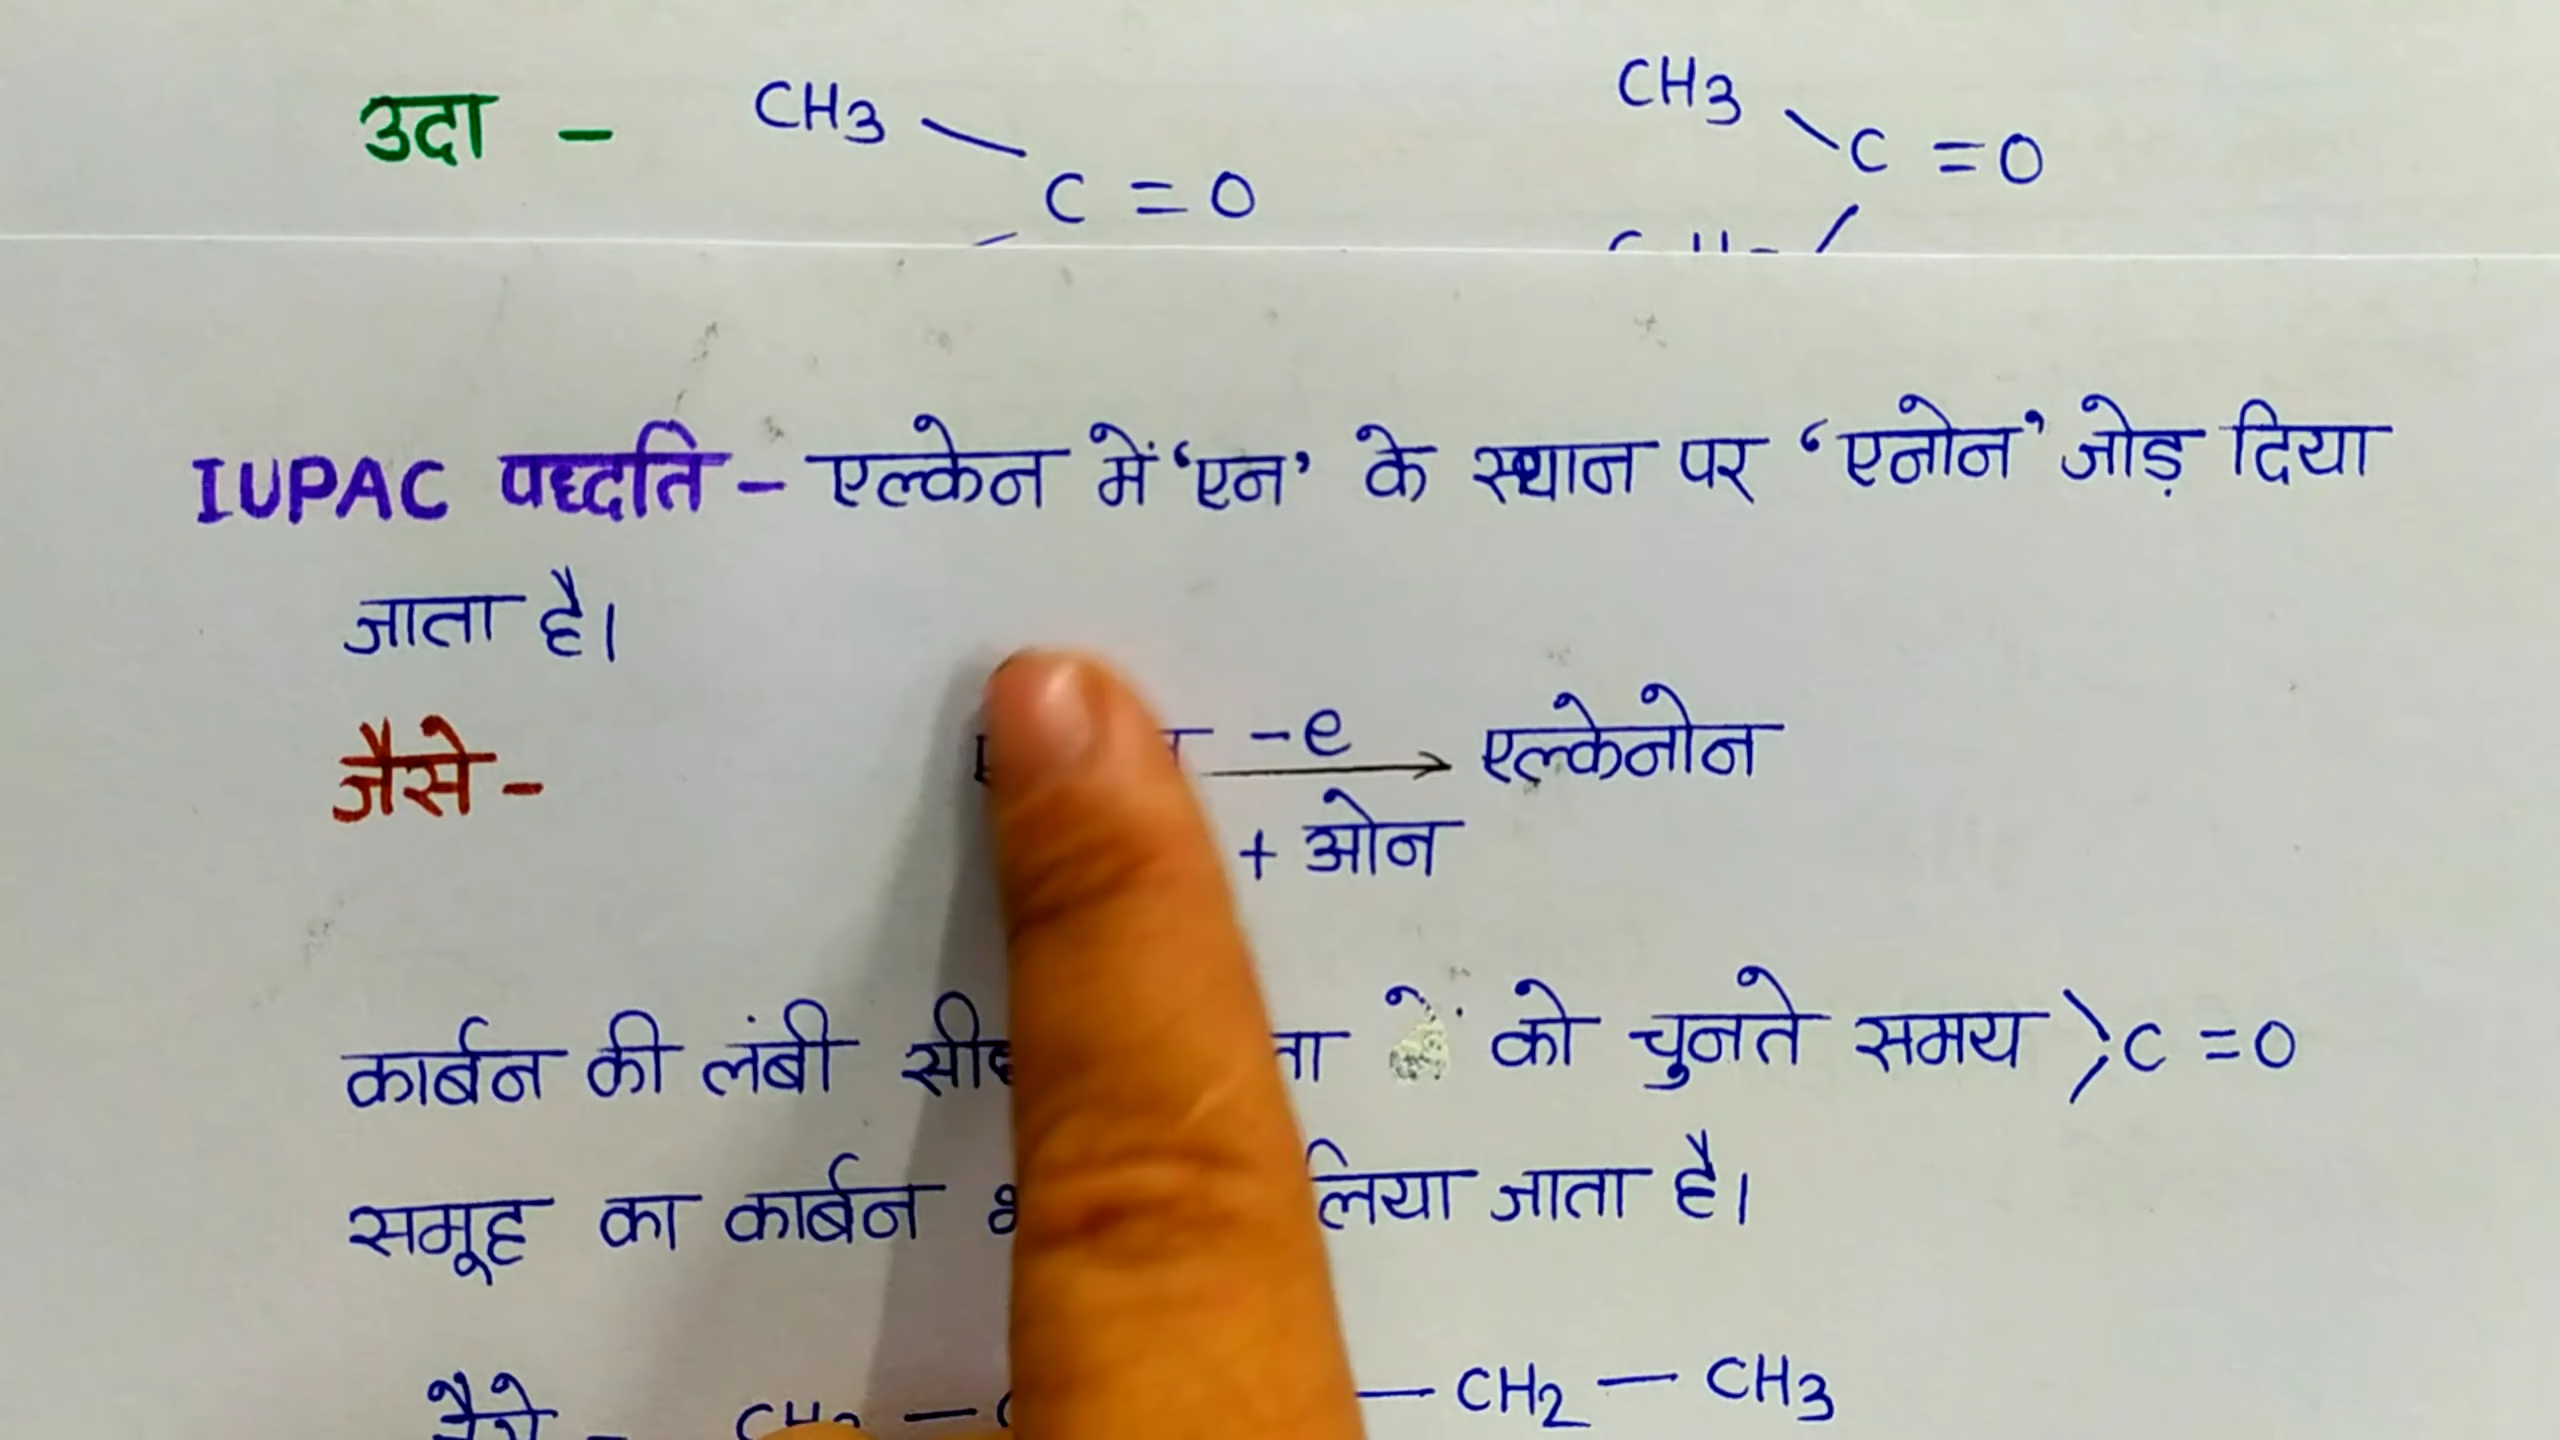 उदा - CH3 CH3
C = O C = O
IUPAC पद्धति - एल्केन में 'एन' के स्थान पर 'एनोन' जोड़ दिया
जाता है।
जैसे - -e → एल्केनोन
+ ओन
कार्बन की लंबी को चुनते समय >C = O
समूह का कार्बन लिया जाता है।
जैसे - CH3 — — CH2 — CH3